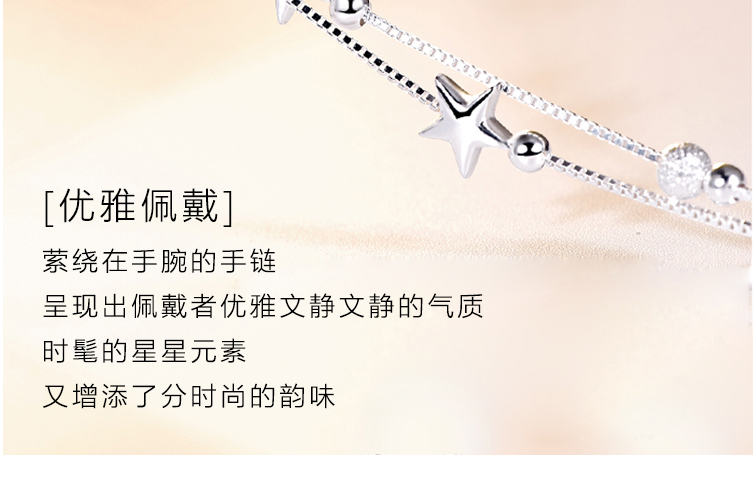 [优雅佩戴]
萦绕在手腕的手链
呈现出佩戴者优雅文静文静的气质
时髦的星星元素
又增添了分时尚的韵味